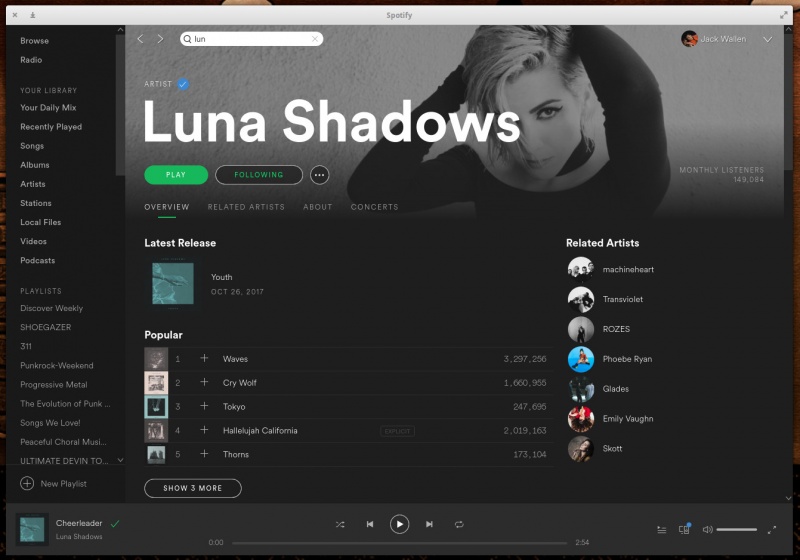 Spotify
Browse
Radio
YOUR LIBRARY
Your Daily Mix
Recently Played
Songs
Albums
Artists
Stations
Local Files
Videos
Podcasts
PLAYLISTS
Discover Weekly
SHOEGAZER
311
Punkrock-Weekend
Progressive Metal
The Evolution of Punk ...
Songs We Love!
Peaceful Choral Musi...
ULTIMATE DEVIN TO...
New Playlist
lun
Jack Wallen
ARTIST
Luna Shadows
PLAY
FOLLOWING
MONTHLY LISTENERS
149,084
OVERVIEW RELATED ARTISTS ABOUT CONCERTS
Latest Release
Youth
OCT 26, 2017
Popular
1 Waves 3,297,256
2 Cry Wolf 1,660,955
3 Tokyo 247,695
4 Hallelujah California EXPLICIT 2,019,163
5 Thorns 173,104
SHOW 3 MORE
Related Artists
machineheart
Transviolet
ROZES
Phoebe Ryan
Glades
Emily Vaughn
Skott
Cheerleader
Luna Shadows
0:00 2:54